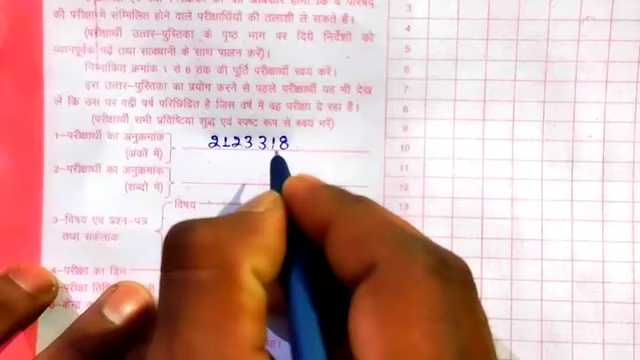 की परीक्षा में सम्मिलित होने वाले परीक्षार्थियों की तलाशी ले सकते हैं।
(परीक्षार्थी उत्तर-पुस्तिका के पृष्ठ भाग पर दिये निर्देशों को
ध्यानपूर्वक पढ़ें तथा सावधानी के साथ पालन करें)।
निम्नांकित क्रमांक 1 से 6 तक की पूर्ति परीक्षार्थी स्वयं करें।
इस उत्तर-पुस्तिका का प्रयोग करने से पहले परीक्षार्थी यह भी देख
लें कि उस पर वही वर्ष परिछिद्रित है जिस वर्ष में वह परीक्षा दे रहा है।
(परीक्षार्थी सभी प्रविष्टियां शुद्ध एवं स्पष्ट रूप से स्वयं भरें)
1-परीक्षार्थी का अनुक्रमांक
(अंकों में)
2123318
2-परीक्षार्थी का अनुक्रमांक
(शब्दों में)
विषय
3-विषय एवं प्रश्न-पत्र
तथा संकेतांक
4-परीक्षा का दिन
परीक्षा
3
4
5
6
7
8
9
10
11
12
13